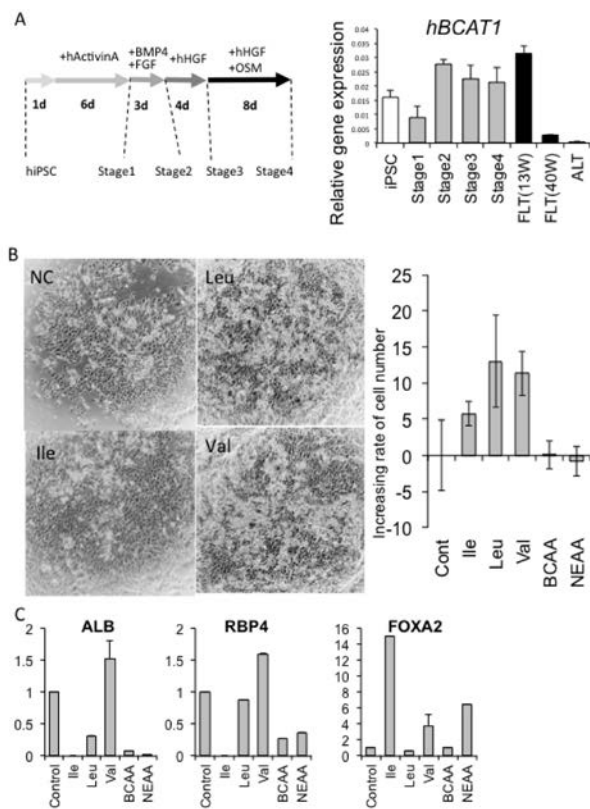 A
+hActivinA
+BMP4
+FGF
+hHGF
+hHGF
+OSM
1d
6d
3d
4d
8d
hiPSC
Stage1
Stage2
Stage3
Stage4
hBCAT1
Relative gene expression
0.035
0.03
0.025
0.02
0.015
0.01
0.005
0
iPSC
Stage1
Stage2
Stage3
Stage4
FLT(13W)
FLT(40W)
ALT
B
NC
Leu
Ile
Val
Increasing rate of cell number
25
20
15
10
5
0
-5
-10
Cont
Ile
Leu
Val
BCAA
NEAA
C
ALB
2
1.5
1
0.5
0
Control
Ile
Leu
Val
BCAA
NEAA
RBP4
2
1.5
1
0.5
0
Control
Ile
Leu
Val
BCAA
NEAA
FOXA2
16
14
12
10
8
6
4
2
0
Control
Ile
Leu
Val
BCAA
NEAA